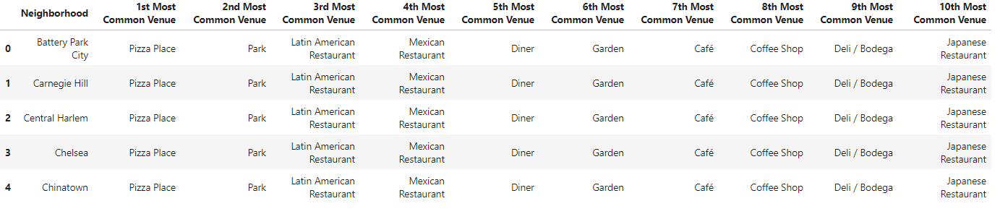 Neighborhood 1st Most Common Venue 2nd Most Common Venue 3rd Most Common Venue 4th Most Common Venue 5th Most Common Venue 6th Most Common Venue 7th Most Common Venue 8th Most Common Venue 9th Most Common Venue 10th Most Common Venue
0 Battery Park City Pizza Place Park Latin American Restaurant Mexican Restaurant Diner Garden Café Coffee Shop Deli / Bodega Japanese Restaurant
1 Carnegie Hill Pizza Place Park Latin American Restaurant Mexican Restaurant Diner Garden Café Coffee Shop Deli / Bodega Japanese Restaurant
2 Central Harlem Pizza Place Park Latin American Restaurant Mexican Restaurant Diner Garden Café Coffee Shop Deli / Bodega Japanese Restaurant
3 Chelsea Pizza Place Park Latin American Restaurant Mexican Restaurant Diner Garden Café Coffee Shop Deli / Bodega Japanese Restaurant
4 Chinatown Pizza Place Park Latin American Restaurant Mexican Restaurant Diner Garden Café Coffee Shop Deli / Bodega Japanese Restaurant